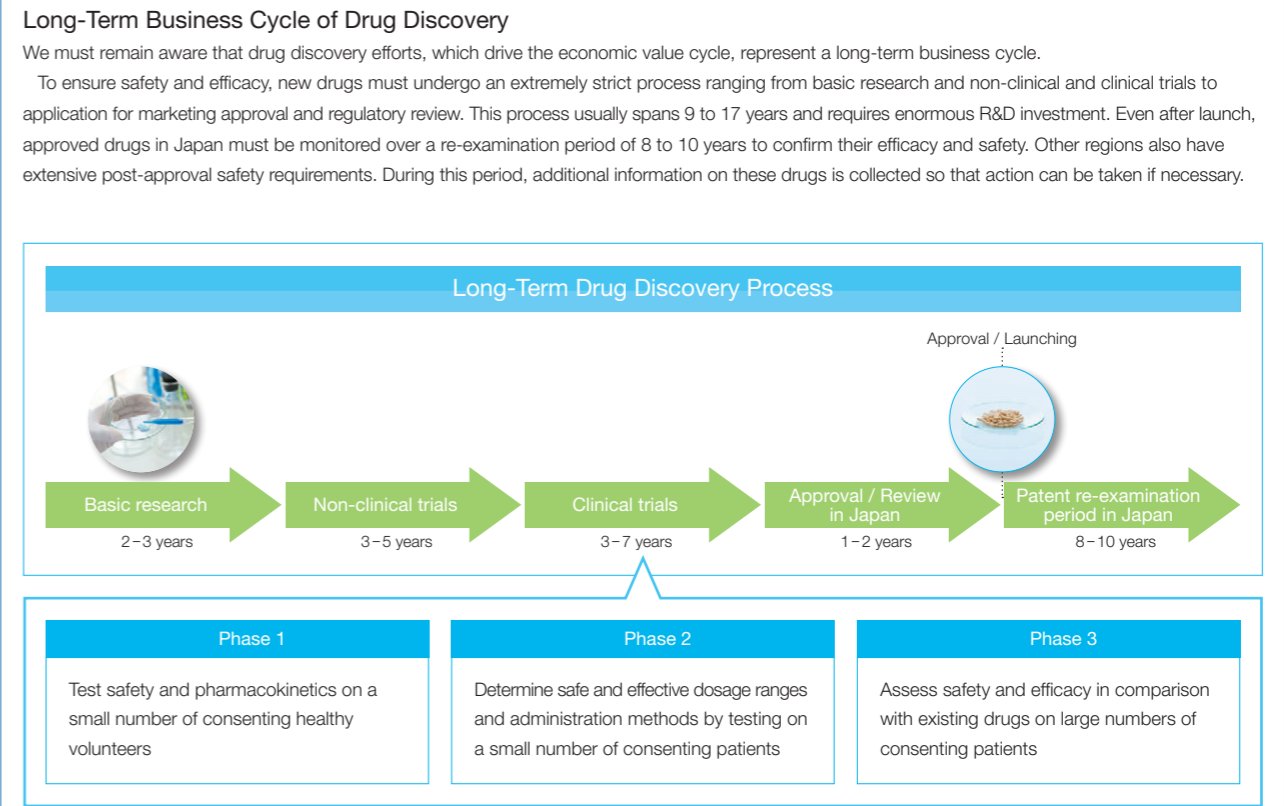 Long-Term Business Cycle of Drug Discovery
We must remain aware that drug discovery efforts, which drive the economic value cycle, represent a long-term business cycle.
To ensure safety and efficacy, new drugs must undergo an extremely strict process ranging from basic research and non-clinical and clinical trials to
application for marketing approval and regulatory review. This process usually spans 9 to 17 years and requires enormous R&D investment. Even after launch,
approved drugs in Japan must be monitored over a re-examination period of 8 to 10 years to confirm their efficacy and safety. Other regions also have
extensive post-approval safety requirements. During this period, additional information on these drugs is collected so that action can be taken if necessary.
Long-Term Drug Discovery Process
Approval / Launching
Basic research
2–3 years
Non-clinical trials
3–5 years
Clinical trials
3–7 years
Approval / Review
in Japan
1–2 years
Patent re-examination
period in Japan
8–10 years
Phase 1
Test safety and pharmacokinetics on a
small number of consenting healthy
volunteers
Phase 2
Determine safe and effective dosage ranges
and administration methods by testing on
a small number of consenting patients
Phase 3
Assess safety and efficacy in comparison
with existing drugs on large numbers of
consenting patients